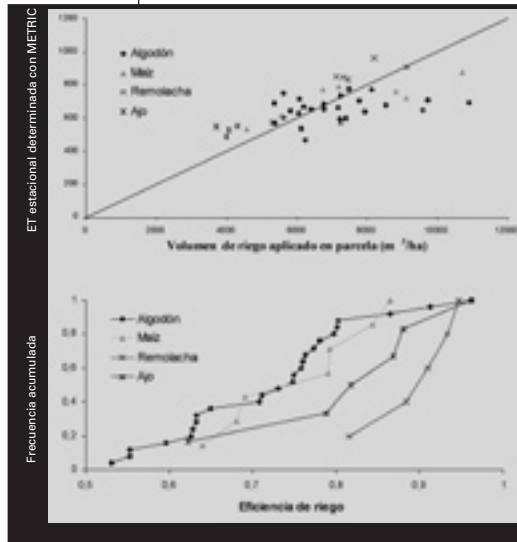 ET estacional determinada con METRIC
1200
1000
800
600
400
200
0
Algodón
Maíz
Remolacha
Ajo
0 2000 4000 6000 8000 10000 12000
Volumen de riego aplicado en parcela (m³/ha)
Frecuencia acumulada
1
0,8
0,6
0,4
0,2
0
Algodón
Maíz
Remolacha
Ajo
0,5 0,6 0,7 0,8 0,9 1
Eficiencia de riego